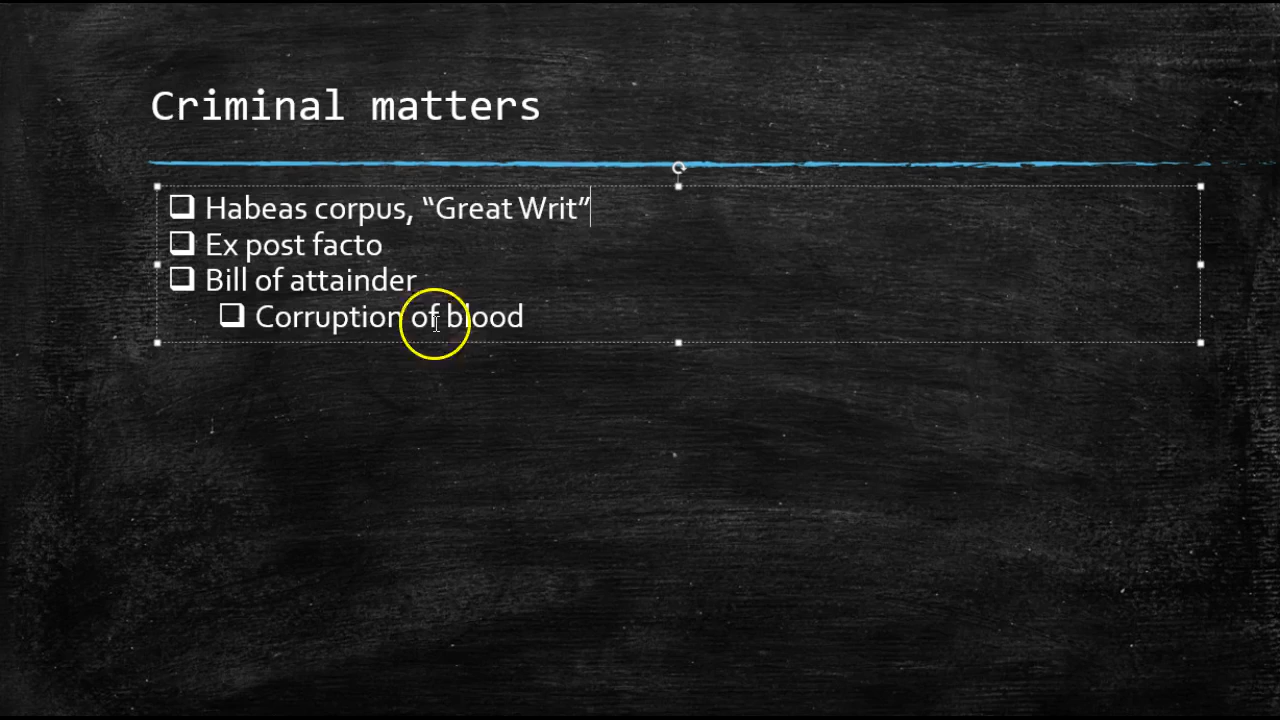 Criminal matters
Habeas corpus, “Great Writ”
Ex post facto
Bill of attainder
Corruption of blood